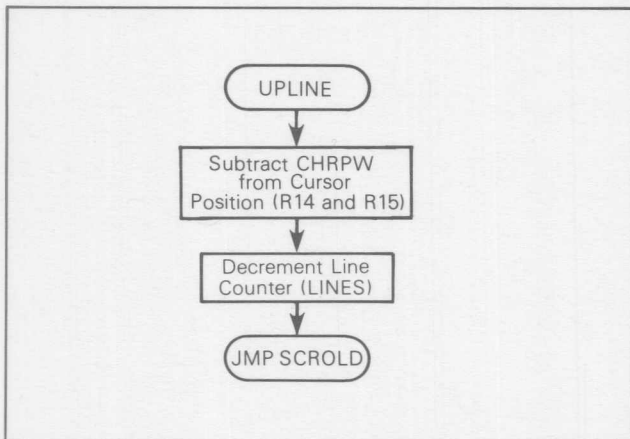 UPLINE
Subtract CHRPW
from Cursor
Position (R14 and R15)
Decrement Line
Counter (LINES)
JMP SCROLD